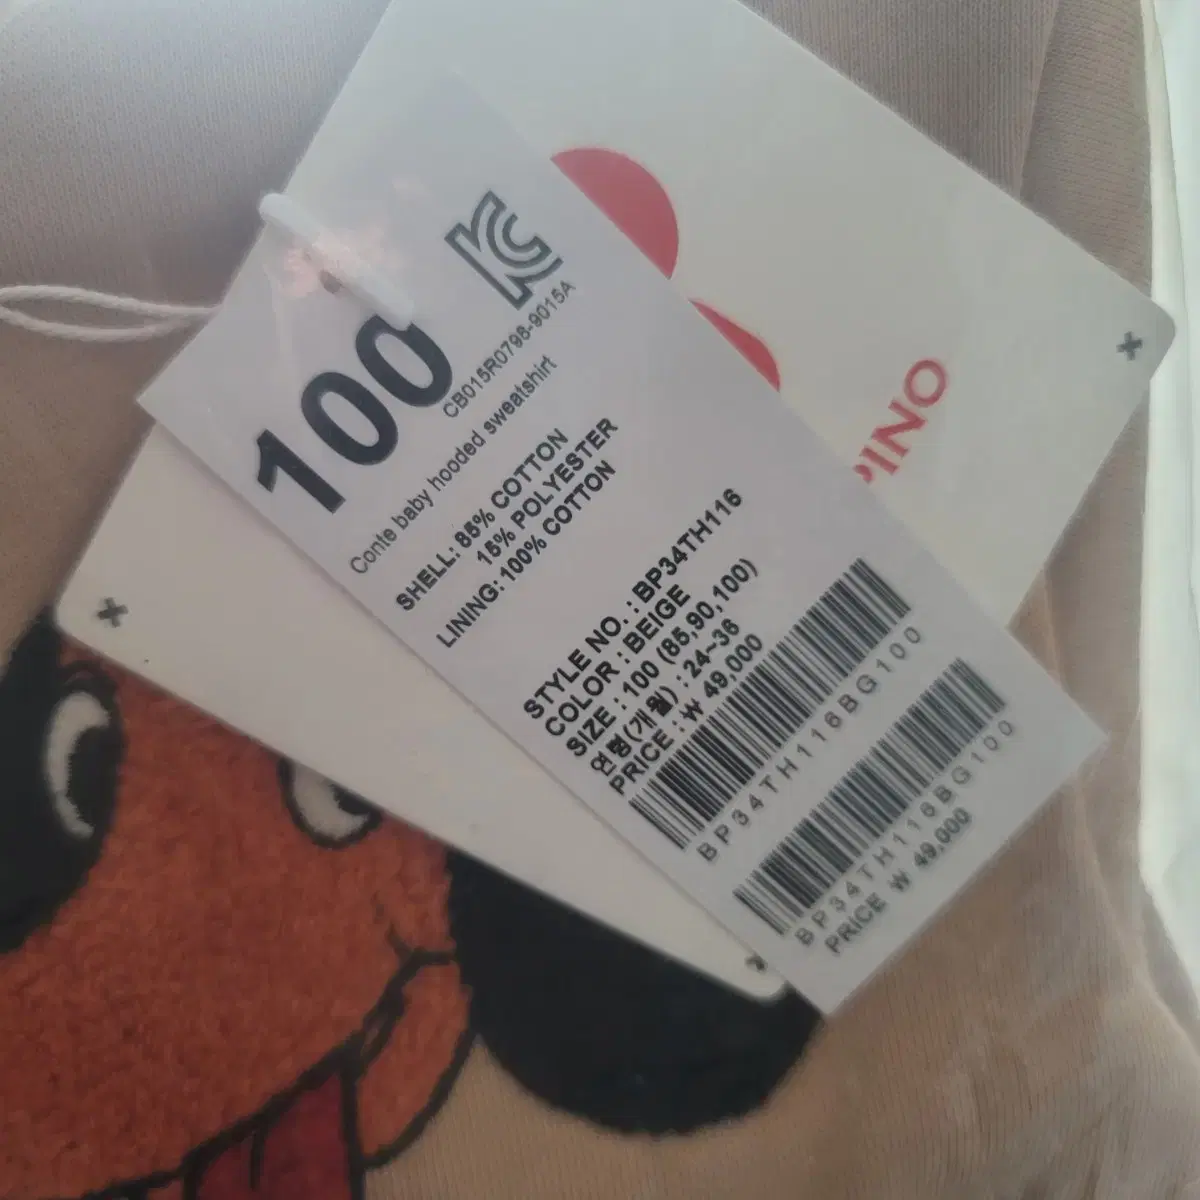 100
CB015R0798-9015A
Conte baby hooded sweatshirt
SHELL: 85% COTTON
15% POLYESTER
LINING: 100% COTTON
STYLE NO. : BP34TH116
COLOR : BEIGE
SIZE : 100 (85,90,100)
연령(개월) : 24~36
PRICE : ₩ 49,000
BP34TH116BG100
BP34TH116BG100
PRICE ₩ 49,000
PINO